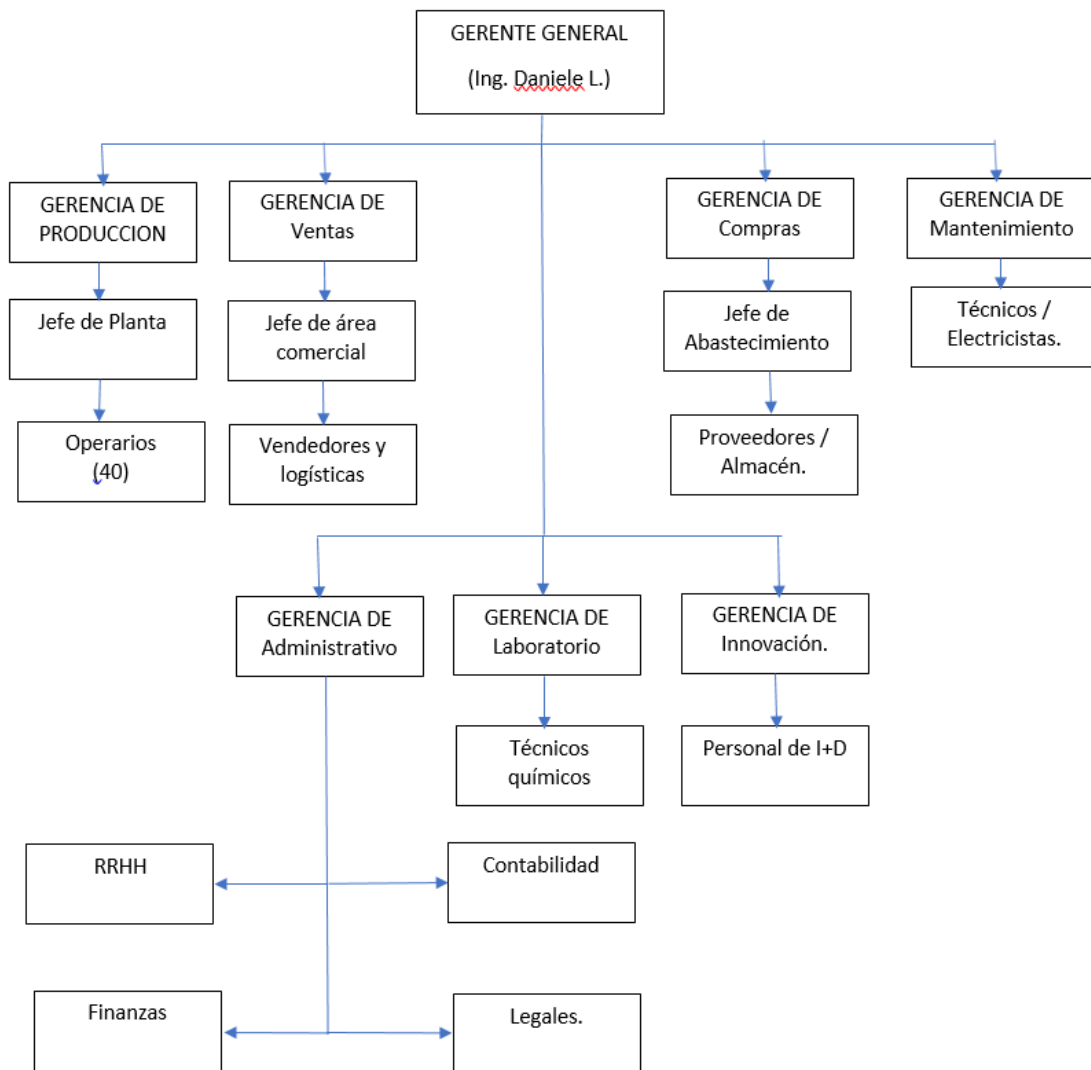 GERENTE GENERAL
(Ing. Daniele L.)
GERENCIA DE
PRODUCCION
GERENCIA DE
Ventas
GERENCIA DE
Compras
GERENCIA DE
Mantenimiento
Jefe de Planta
Jefe de área
comercial
Jefe de
Abastecimiento
Técnicos /
Electricistas.
Operarios
(40)
Vendedores y
logísticas
Proveedores /
Almacén.
GERENCIA DE
Administrativo
GERENCIA DE
Laboratorio
GERENCIA DE
Innovación.
Técnicos
químicos
Personal de I+D
RRHH
Contabilidad
Finanzas
Legales.